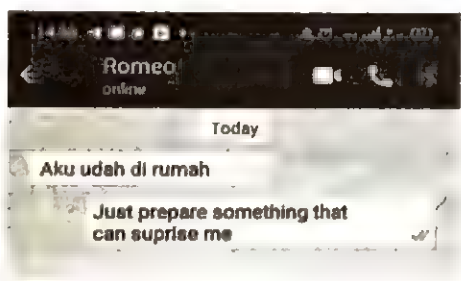 Romeo
online
Today
Aku udah di rumah
Just prepare something that
can suprise me